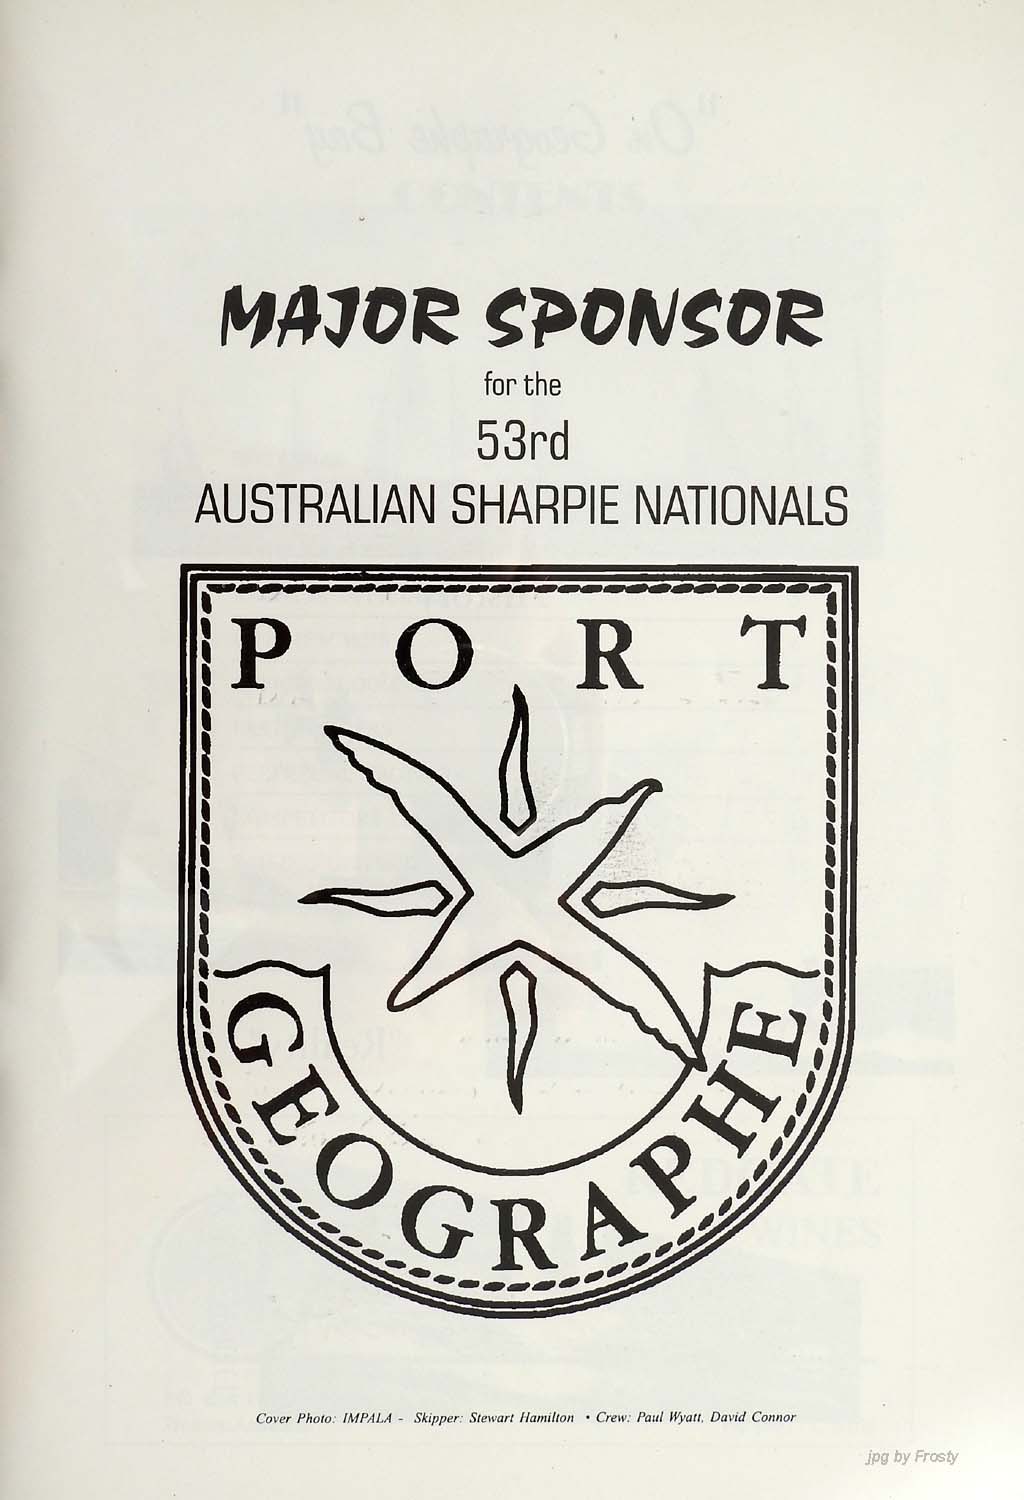 MAJOR SPONSOR
for the
53rd
AUSTRALIAN SHARPIE NATIONALS
PORT
GEOGRAPHE
Cover Photo: IMPALA - Skipper: Stewart Hamilton • Crew: Paul Wyatt, David Connor
jpg by Frosty